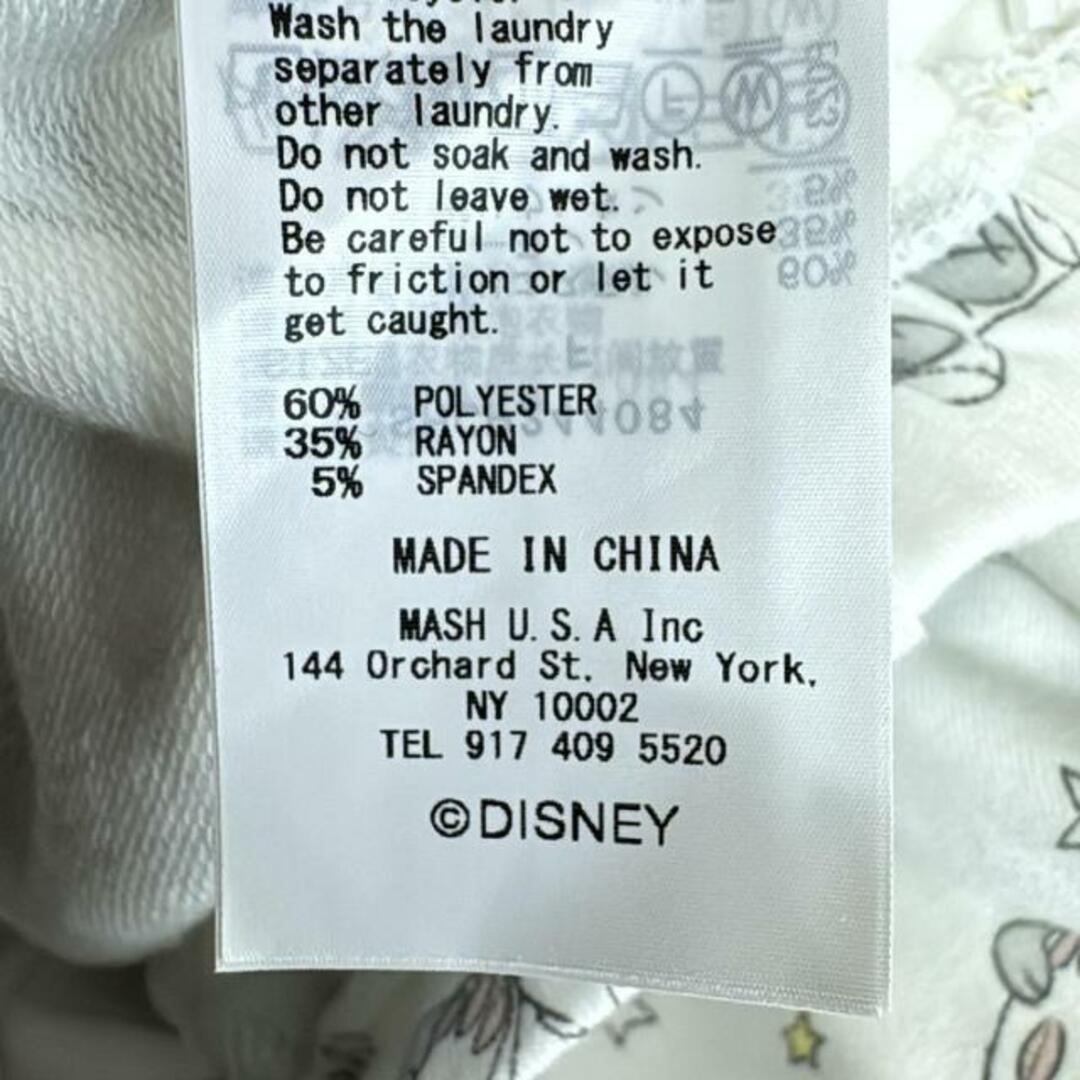 Wash the laundry
separately from
other laundry.
Do not soak and wash.
Do not leave wet.
Be careful not to expose
to friction or let it
get caught.
60% POLYESTER
35% RAYON
5% SPANDEX
MADE IN CHINA
MASH U.S.A Inc
144 Orchard St. New York,
NY 10002
TEL 917 409 5520
©DISNEY